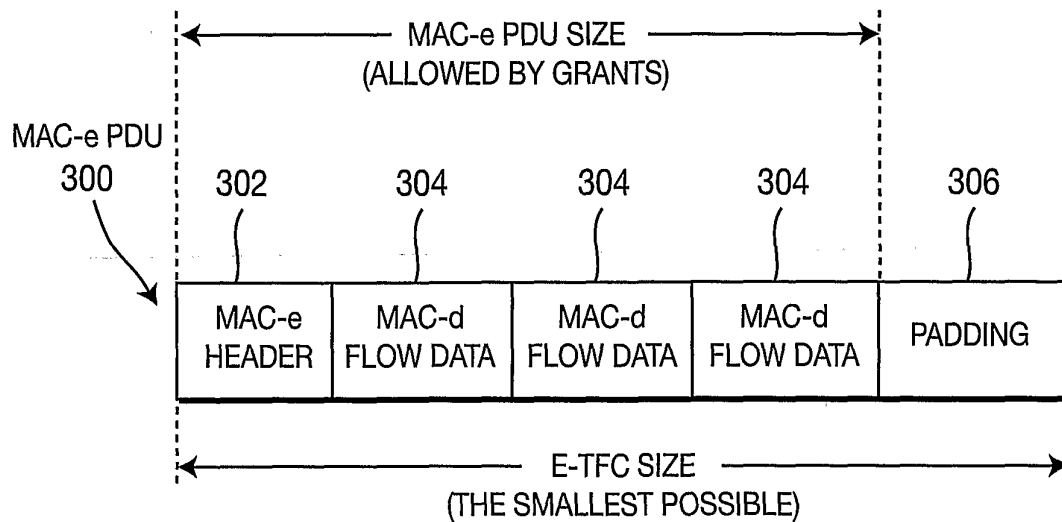 MAC-e PDU SIZE
(ALLOWED BY GRANTS)
MAC-e PDU
300
302
304
304
304
306
MAC-e
HEADER
MAC-d
FLOW DATA
MAC-d
FLOW DATA
MAC-d
FLOW DATA
PADDING
E-TFC SIZE
(THE SMALLEST POSSIBLE)